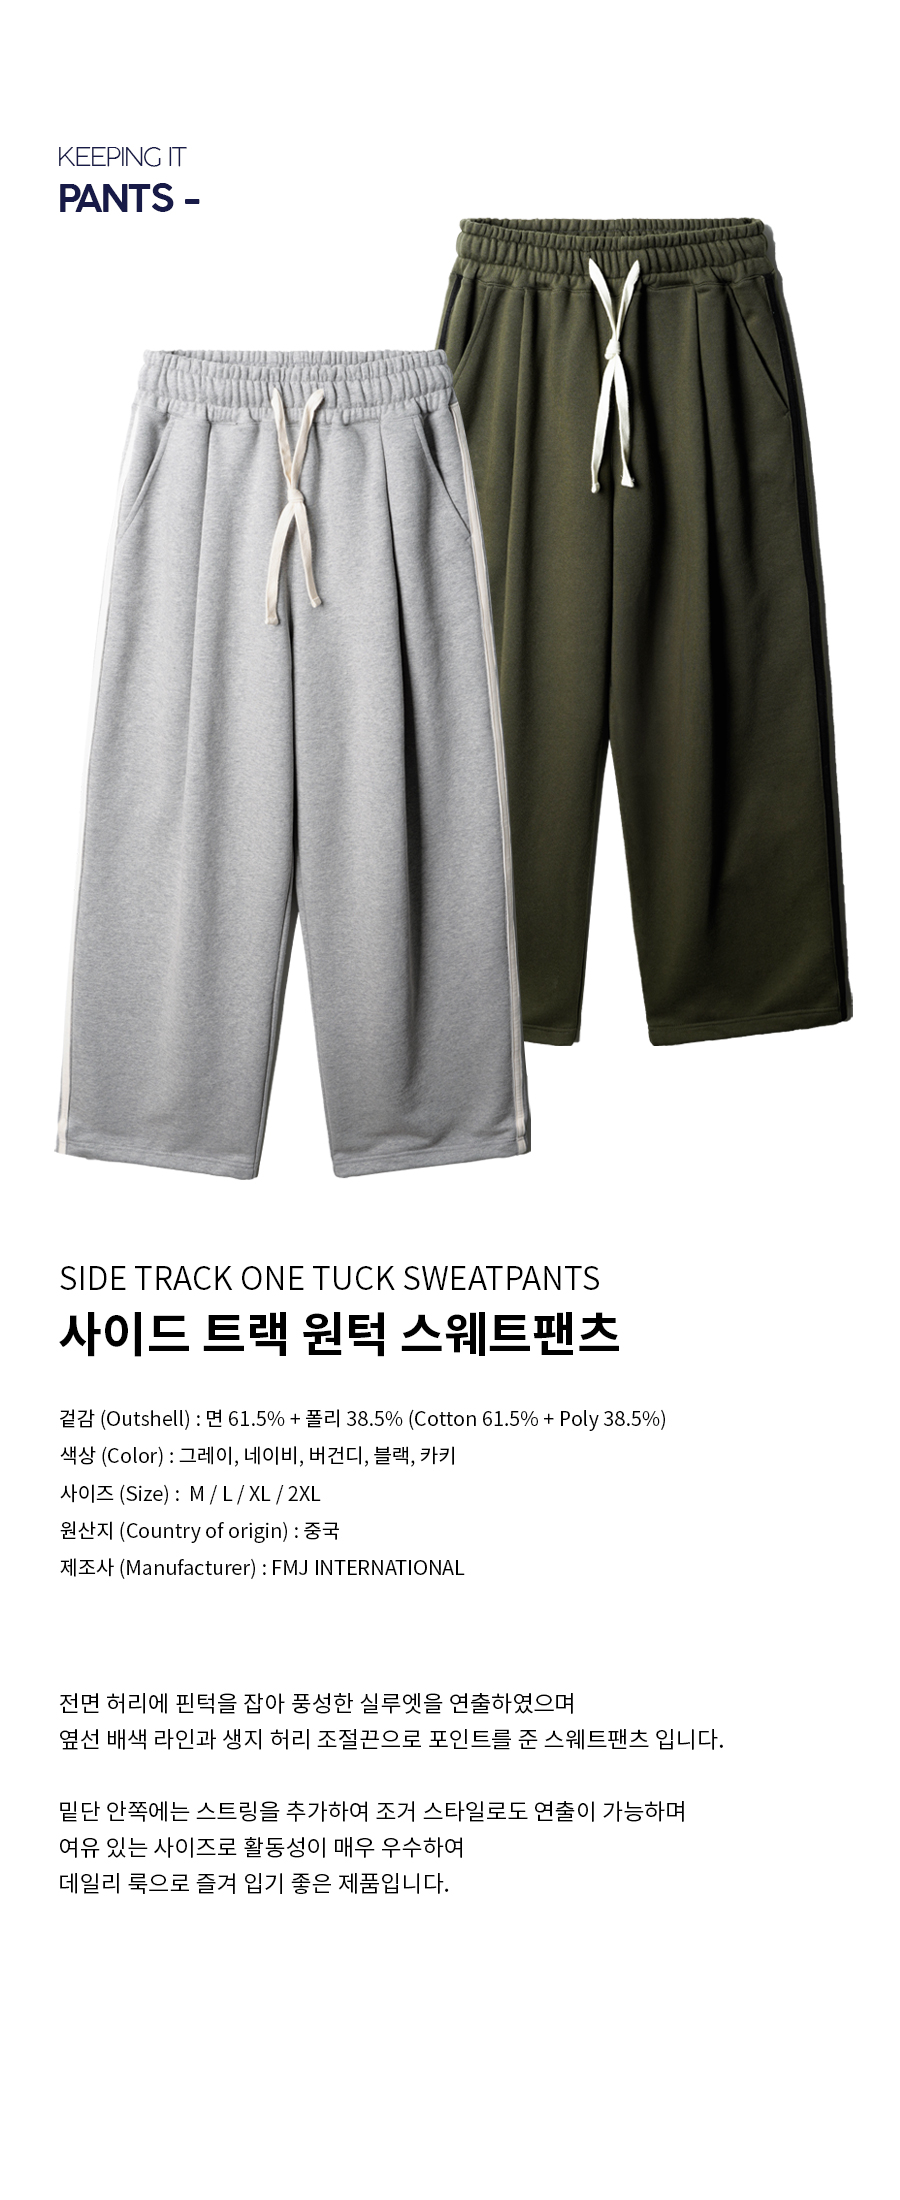 KEEPING IT
PANTS -
SIDE TRACK ONE TUCK SWEATPANTS
사이드 트랙 원턱 스웨트팬츠
겉감 (Outshell) : 면 61.5% + 폴리 38.5% (Cotton 61.5% + Poly 38.5%)
색상 (Color) : 그레이, 네이비, 버건디, 블랙, 카키
사이즈 (Size) :  M / L / XL / 2XL
원산지 (Country of origin) : 중국
제조사 (Manufacturer) : FMJ INTERNATIONAL
전면 허리에 핀턱을 잡아 풍성한 실루엣을 연출하였으며
옆선 배색 라인과 생지 허리 조절끈으로 포인트를 준 스웨트팬츠 입니다.
밑단 안쪽에는 스트링을 추가하여 조거 스타일로도 연출이 가능하며
여유 있는 사이즈로 활동성이 매우 우수하여
데일리 룩으로 즐겨 입기 좋은 제품입니다.